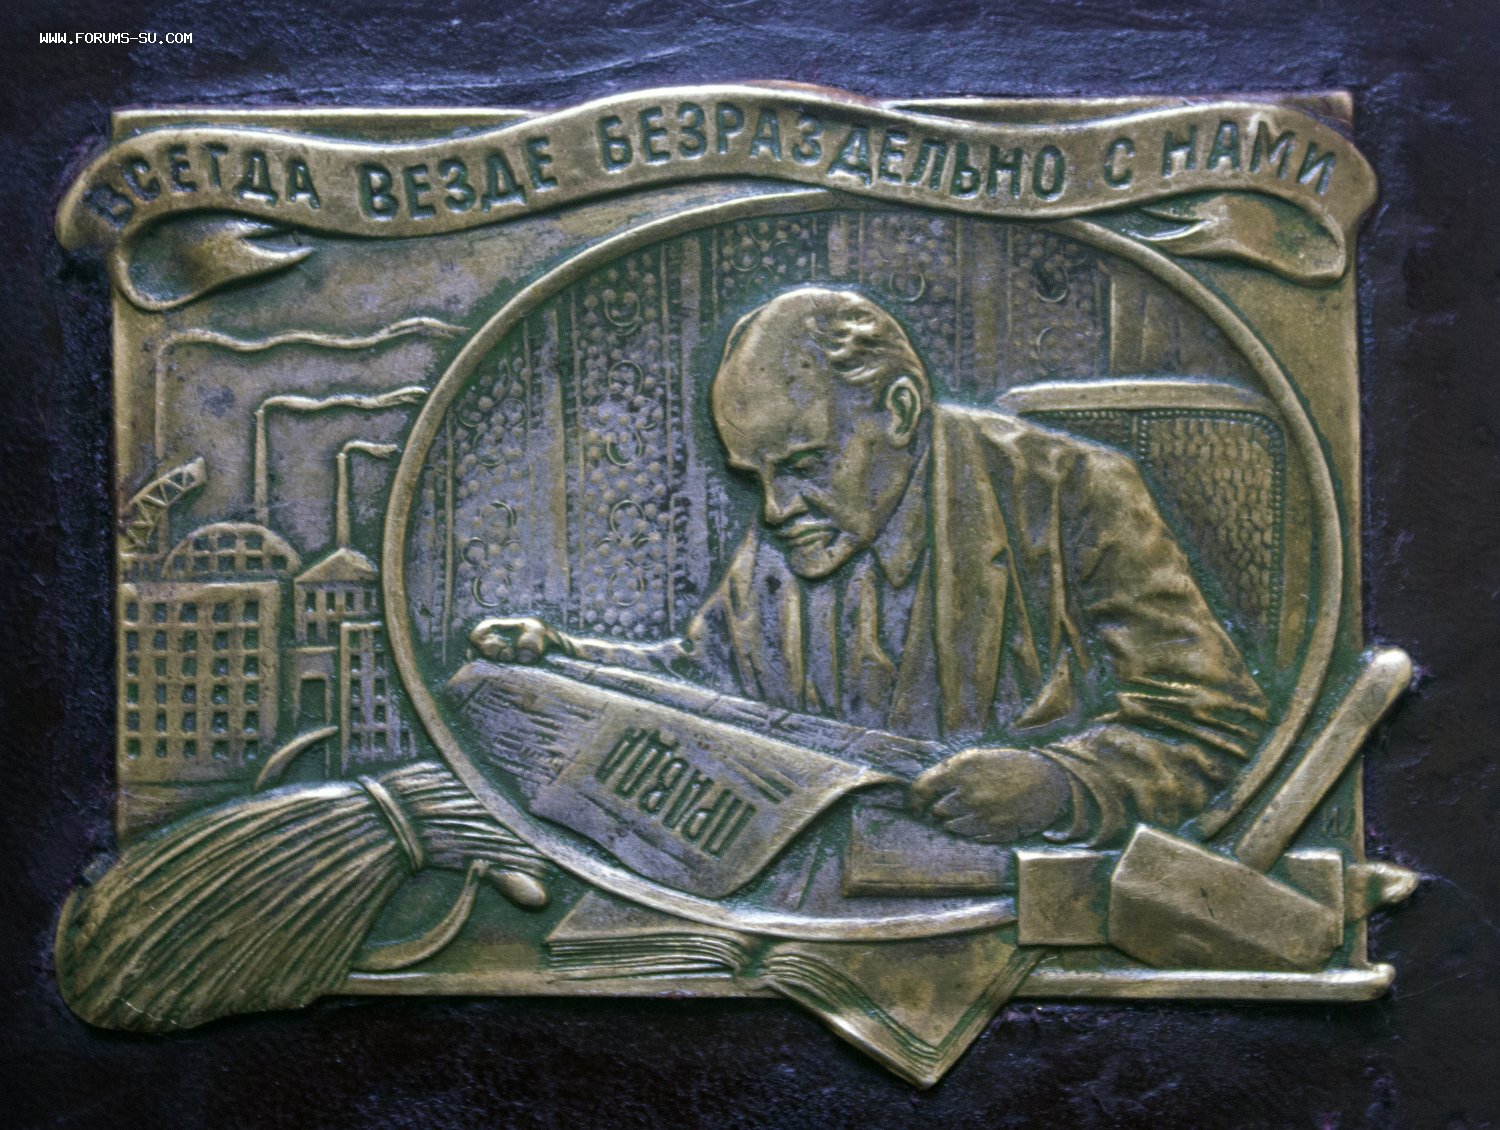 WWW.FORUMS-SU.COM
ВСЕГДА ВЕЗДЕ БЕЗРАЗДЕЛЬНО С НАМИ
ПРАВДА